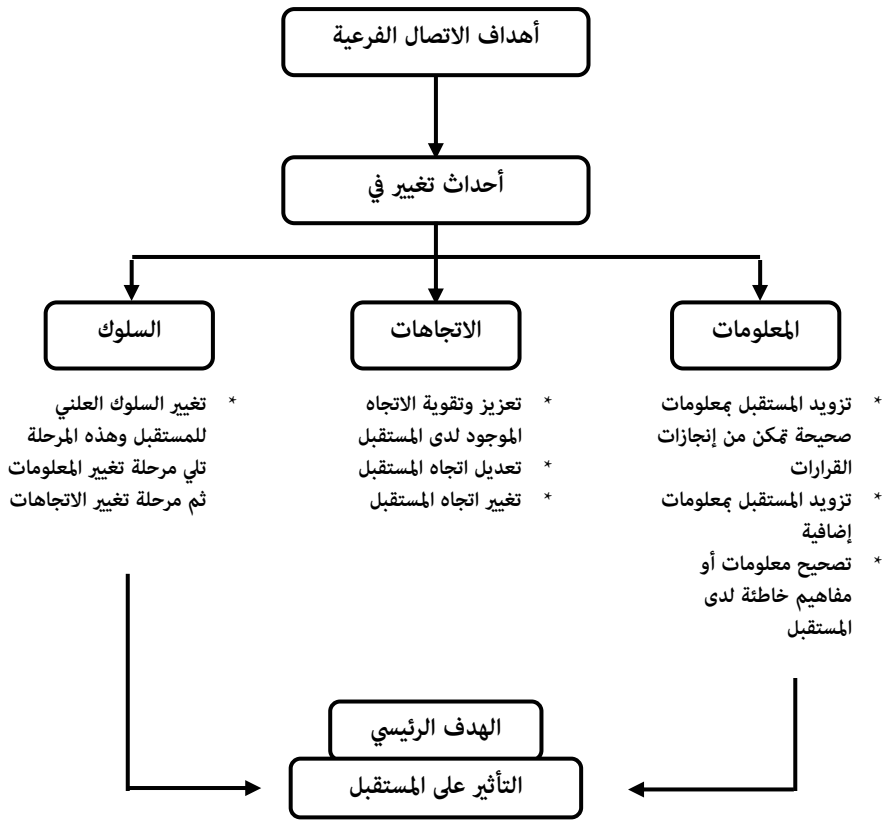 أهداف الاتصال الفرعية
أحداث تغيير في
المعلومات
الاتجاهات
السلوك
* تزويد المستقبل بمعلومات
صحيحة تمكن من إنجازات
القرارات
* تزويد المستقبل بمعلومات
إضافية
* تصحيح معلومات أو
مفاهيم خاطئة لدى
المستقبل
* تعزيز وتقوية الاتجاه
الموجود لدى المستقبل
* تعديل اتجاه المستقبل
* تغيير اتجاه المستقبل
* تغيير السلوك العلني
للمستقبل وهذه المرحلة
تلي مرحلة تغيير المعلومات
ثم مرحلة تغيير الاتجاهات
الهدف الرئيسي
التأثير على المستقبل